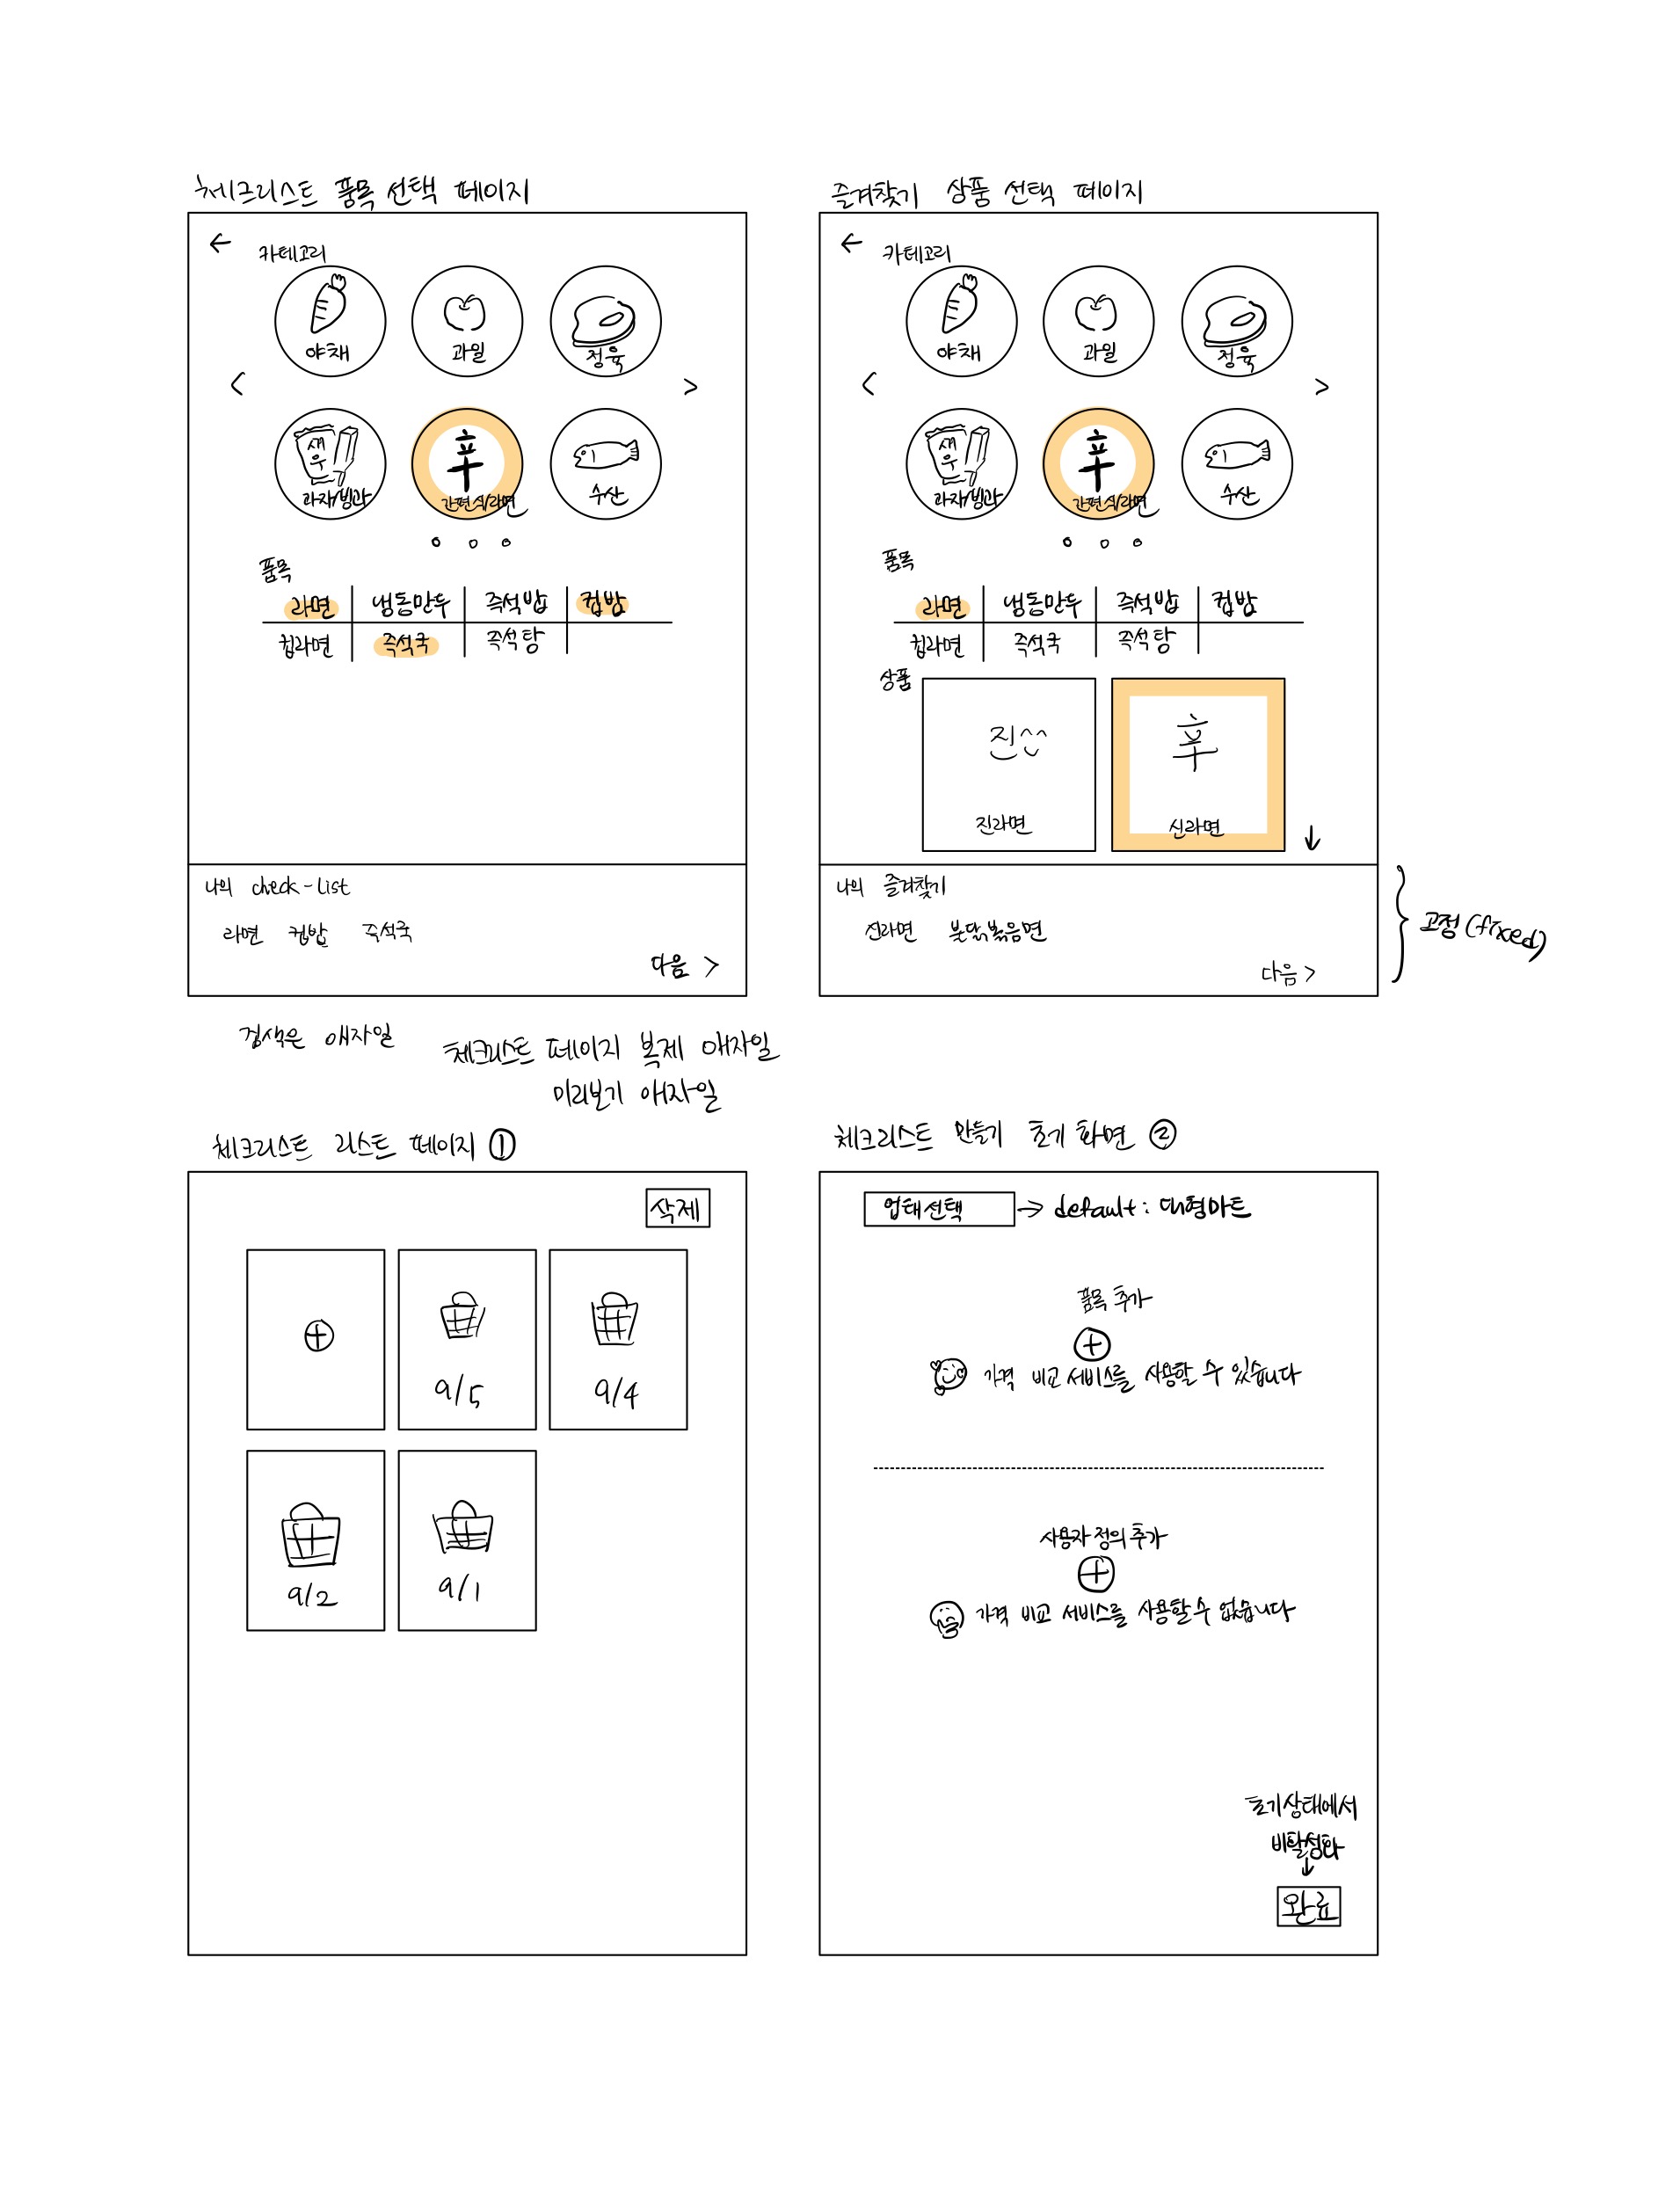 체크리스트 품목 선택 페이지
←
카테고리
야채 과일 정육
< >
새우
과자/빙과
辛
간편식/라면
수산
품목
라면 냉동만두 즉석밥 컵밥
컵라면 즉석국 즉석탕
나의 check-list
라면 컵밥 즉석국
다음 >
즐겨찾기 상품 선택 페이지
←
카테고리
야채 과일 정육
< >
새우
과자/빙과
辛
간편식/라면
수산
품목
라면 냉동만두 즉석밥 컵밥
컵라면 즉석국 즉석탕
상품
진^^
辛
진라면 신라면
↓
나의 즐겨찾기
신라면 불닭볶음면
다음 >
고정(fixed)
검색은 애자일
체크리스트 페이지 복제 애자일
미리보기 애자일
체크리스트 리스트 페이지 ①
삭제
9/5 9/4
9/2 9/1
체크리스트 만들기 초기 화면 ②
업태선택 → default : 대형마트
품목 추가
가격 비교 서비스를 사용할 수 있습니다
사용자 정의 추가
가격 비교 서비스를 사용할 수 없습니다
초기상태에서
비활성화
↓
완료